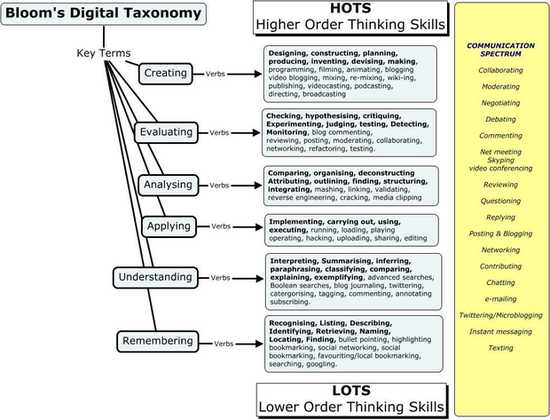 Bloom's Digital Taxonomy
HOTS
Higher Order Thinking Skills
Key Terms
Creating
Verbs
Designing, constructing, planning,
producing, inventing, devising, making,
programming, filming, animating, blogging
video blogging, mixing, re-mixing, wiki-ing,
publishing, videocasting, podcasting,
directing, broadcasting
Evaluating
Verbs
Checking, hypothesising, critiquing,
Experimenting, judging, testing, Detecting,
Monitoring, blog commenting,
reviewing, posting, moderating, collaborating,
networking, refactoring, testing.
Analysing
Verbs
Comparing, organising, deconstructing
Attributing, outlining, finding, structuring,
integrating, mashing, linking, validating,
reverse engineering, cracking, media clipping
Applying
Verbs
Implementing, carrying out, using,
executing, running, loading, playing
operating, hacking, uploading, sharing, editing
Understanding
Verbs
Interpreting, Summarising, inferring,
paraphrasing, classifying, comparing,
explaining, exemplifying, advanced searches,
Boolean searches, blog journaling, twittering,
catergorising, tagging, commenting, annotating
subscribing.
Remembering
Verbs
Recognising, Listing, Describing,
Identifying, Retrieving, Naming,
Locating, Finding, bullet pointing, highlighting
bookmarking, social networking, social
bookmarking, favouriting/local bookmarking,
searching, googling.
LOTS
Lower Order Thinking Skills
COMMUNICATION
SPECTRUM
Collaborating
Moderating
Negotiating
Debating
Commenting
Net meeting
Skyping
video conferencing
Reviewing
Questioning
Replying
Posting & Blogging
Networking
Contributing
Chatting
e-mailing
Twittering/Microblogging
Instant messaging
Texting